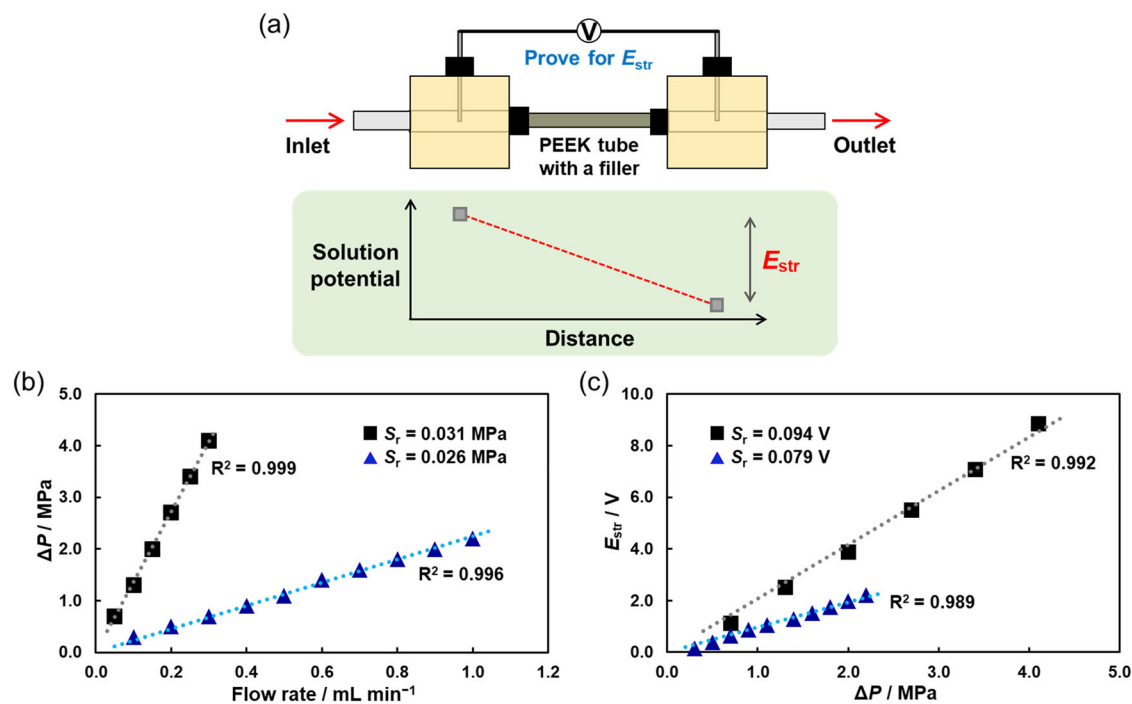 (a)
V
Prove for Estr
Inlet
PEEK tube
with a filler
Outlet
Solution
potential
Estr
Distance
(b)
5.0
4.0
3.0
2.0
1.0
0.0
ΔP / MPa
Sr = 0.031 MPa
Sr = 0.026 MPa
R² = 0.999
R² = 0.996
0.0 0.2 0.4 0.6 0.8 1.0 1.2
Flow rate / mL min⁻¹
(c)
10.0
8.0
6.0
4.0
2.0
0.0
Estr / V
Sr = 0.094 V
Sr = 0.079 V
R² = 0.992
R² = 0.989
0.0 1.0 2.0 3.0 4.0 5.0
ΔP / MPa